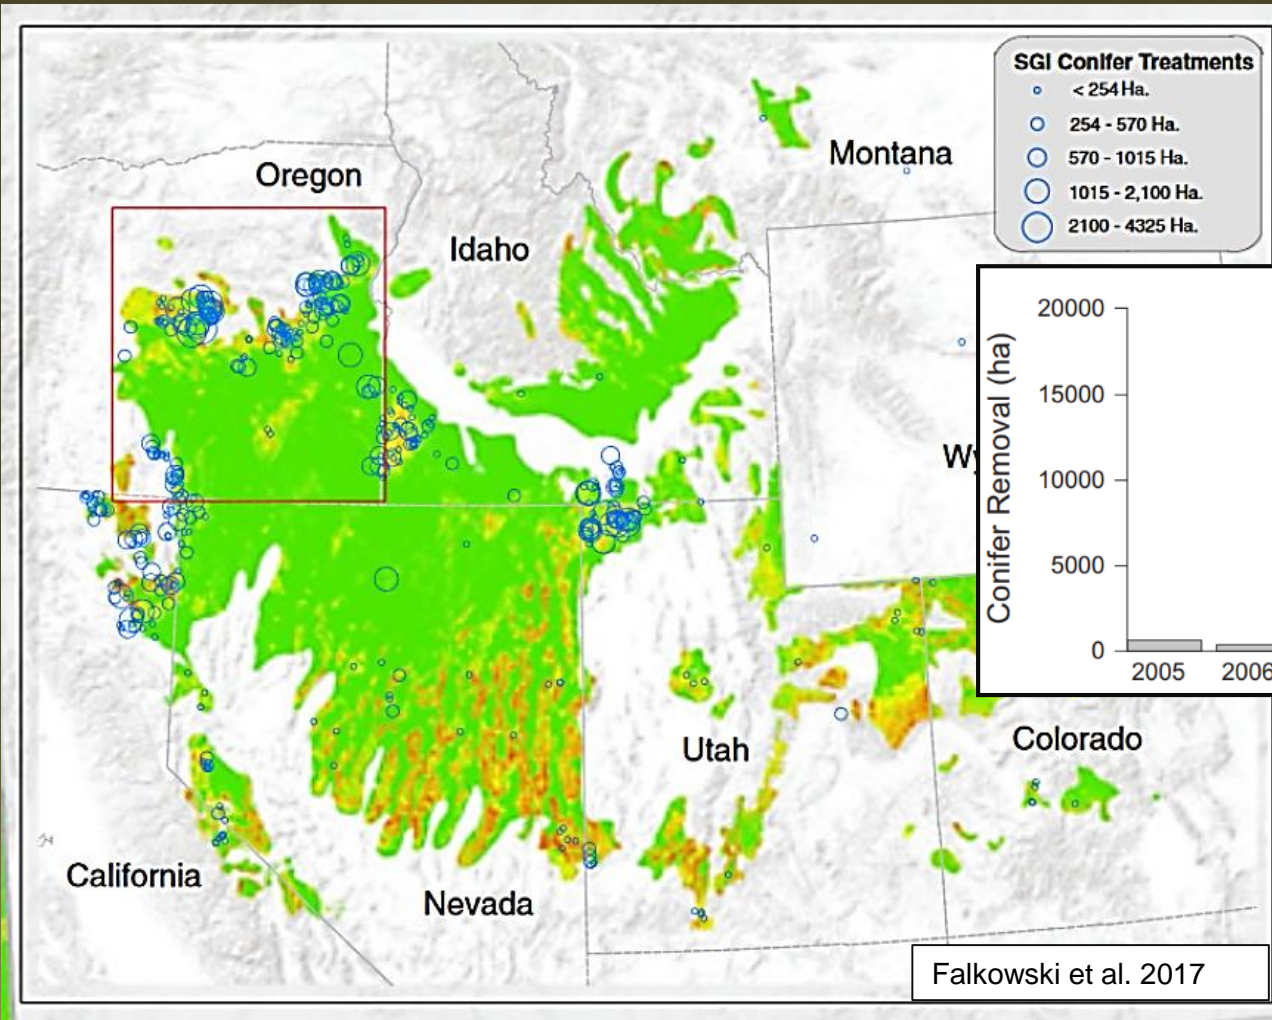 SGI Conifer Treatments
< 254 Ha.
254 - 570 Ha.
570 - 1015 Ha.
1015 - 2,100 Ha.
2100 - 4325 Ha.
Oregon
Montana
Idaho
Wy
Utah
Colorado
California
Nevada
Conifer Removal (ha)
20000
15000
10000
5000
0
2005 2006
Falkowski et al. 2017